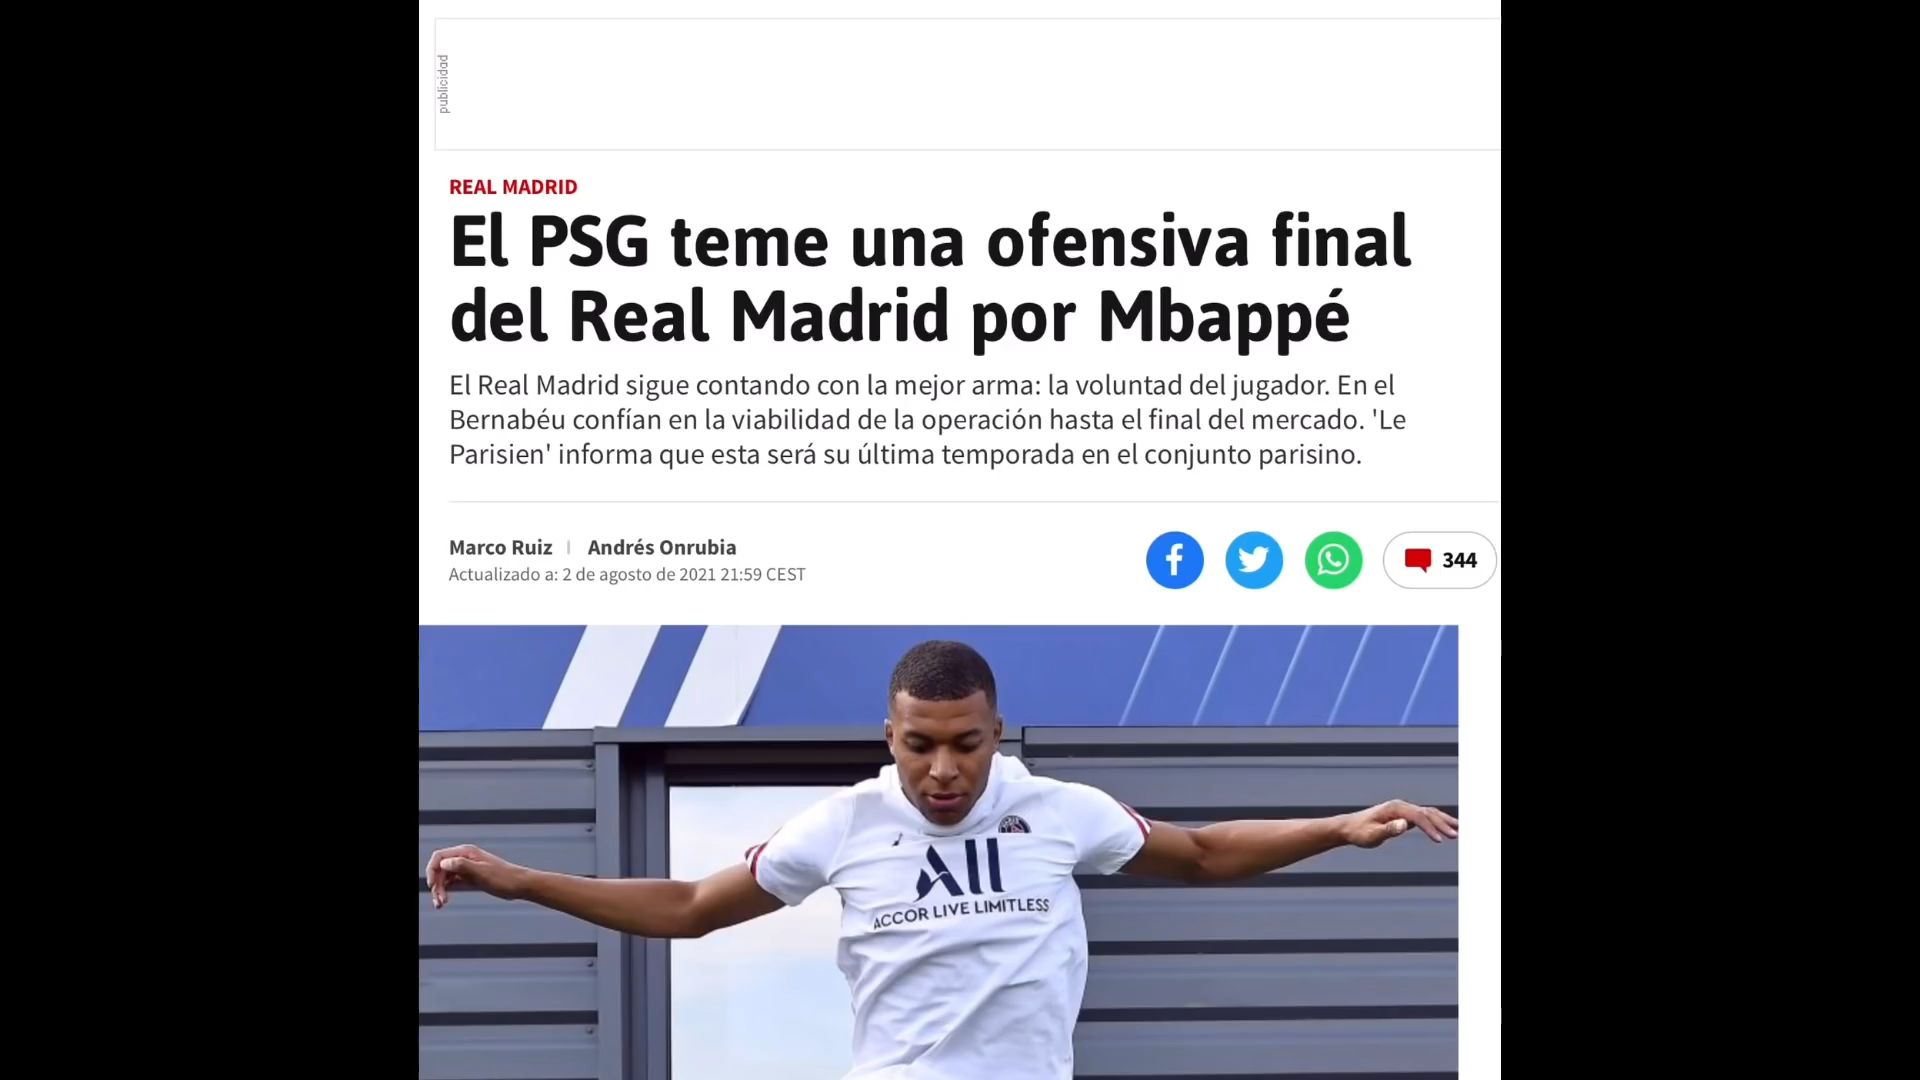 publicidad
REAL MADRID
El PSG teme una ofensiva final
del Real Madrid por Mbappé
El Real Madrid sigue contando con la mejor arma: la voluntad del jugador. En el
Bernabéu confían en la viabilidad de la operación hasta el final del mercado. 'Le
Parisien' informa que esta será su última temporada en el conjunto parisino.
Marco Ruiz | Andrés Onrubia
Actualizado a: 2 de agosto de 2021 21:59 CEST
344
All
ACCOR LIVE LIMITLESS